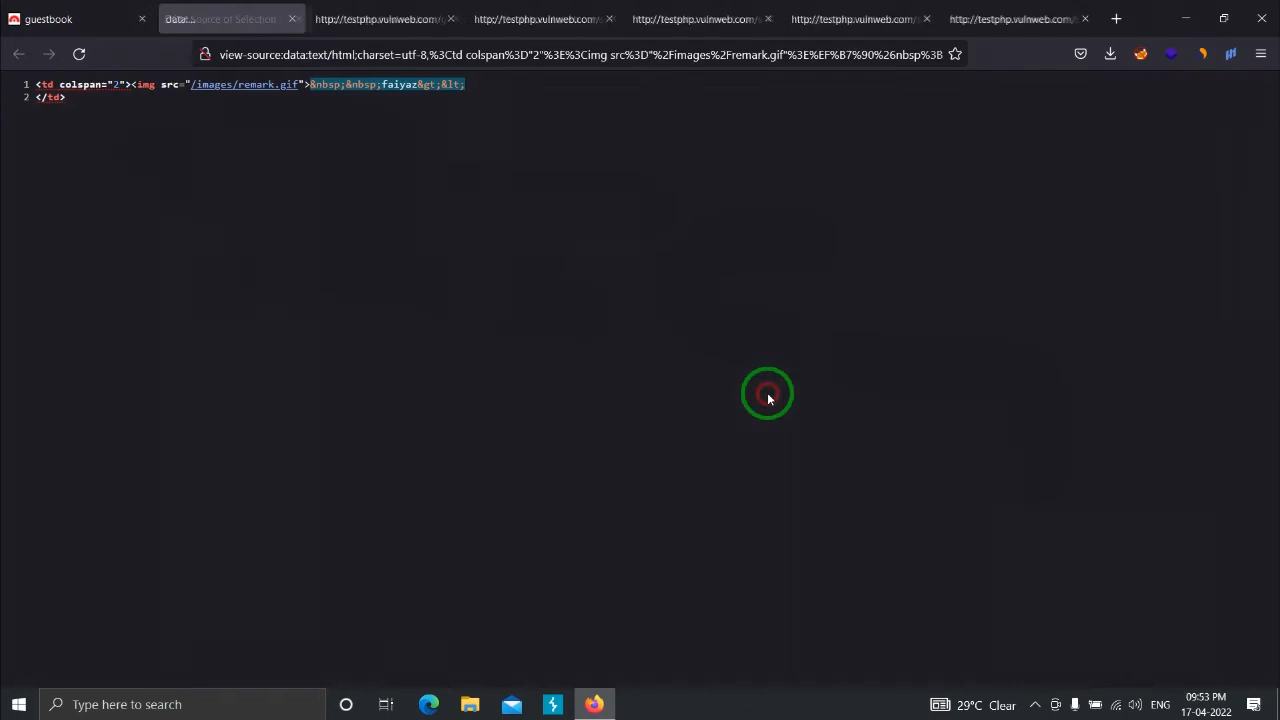 guestbook
Source of Selection
http://testphp.vulnweb.com/s
http://testphp.vulnweb.com/s
http://testphp.vulnweb.com/s
http://testphp.vulnweb.com/s
http://testphp.vulnweb.com/s
view-source:data:text/html;charset=utf-8,%3Ctd colspan%3D"2"%3E%3Cimg src%3D"%2Fimages%2Fremark.gif"%3E%EF%B7%90%26nbsp%3B
1 <td colspan="2"><img src="/images/remark.gif">&nbsp;&nbsp;faiyaz&gt;&lt;
2 </td>
Type here to search
29°C Clear
ENG
09:53 PM
17-04-2022